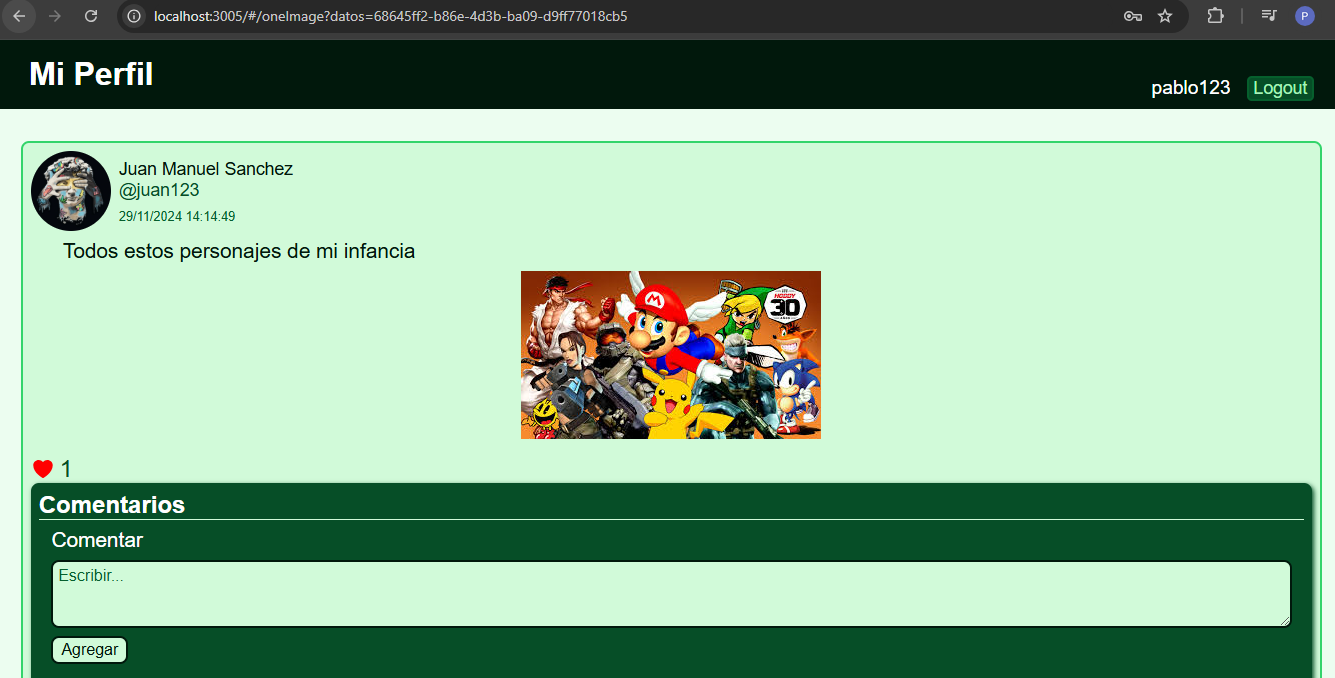 localhost:3005/#/oneImage?datos=68645ff2-b86e-4d3b-ba09-d9ff77018cb5
P
Mi Perfil
pablo123 Logout
Juan Manuel Sanchez
@juan123
29/11/2024 14:14:49
Todos estos personajes de mi infancia
M
HOBBY
30
1
Comentarios
Comentar
Escribir...
Agregar